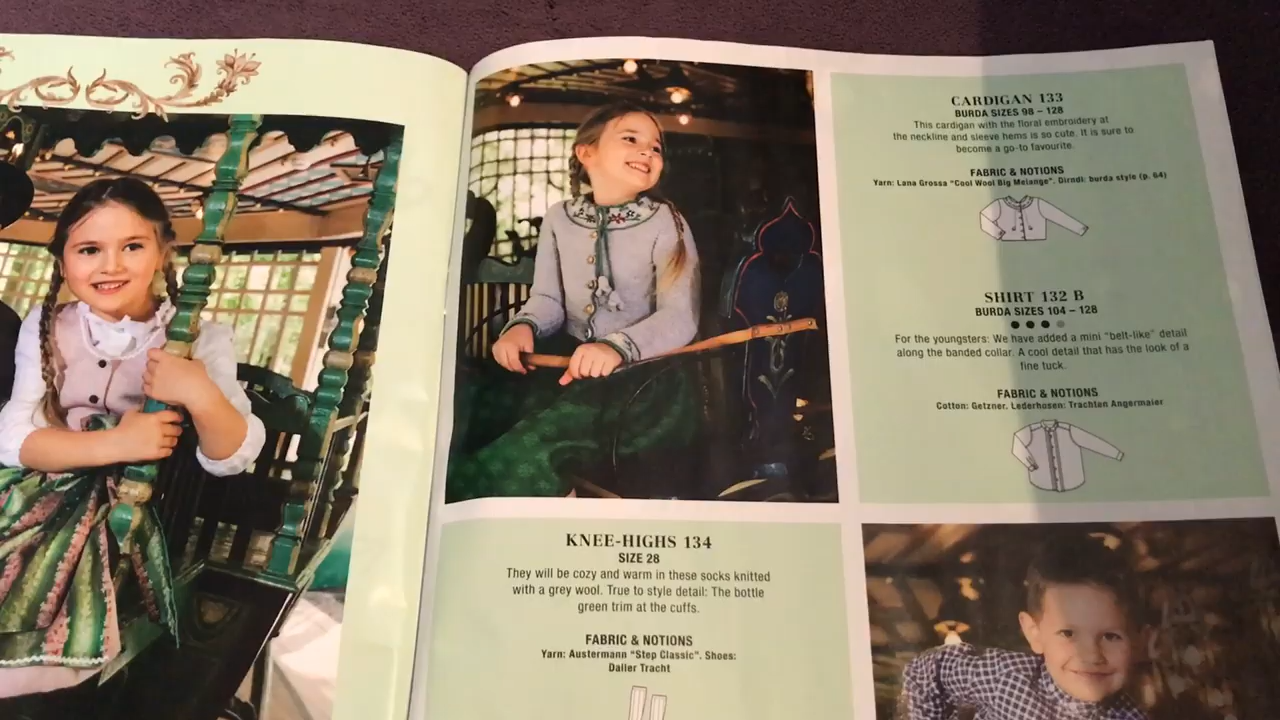 CARDIGAN 133
BURDA SIZES 98 – 128
This cardigan with the floral embroidery at
the neckline and sleeve hems is so cute. It is sure to
become a go-to favourite.
FABRIC & NOTIONS
Yarn: Lana Grossa "Cool Wool Big Melange". Dirndl: burda style (p. 64)
SHIRT 132 B
BURDA SIZES 104 – 128
For the youngsters: We have added a mini "belt-like" detail
along the banded collar. A cool detail that has the look of a
fine tuck.
FABRIC & NOTIONS
Cotton: Getzner. Lederhosen: Trachten Angermaier
KNEE-HIGHS 134
SIZE 28
They will be cozy and warm in these socks knitted
with a grey wool. True to style detail: The bottle
green trim at the cuffs.
FABRIC & NOTIONS
Yarn: Austermann "Step Classic". Shoes:
Daller Tracht